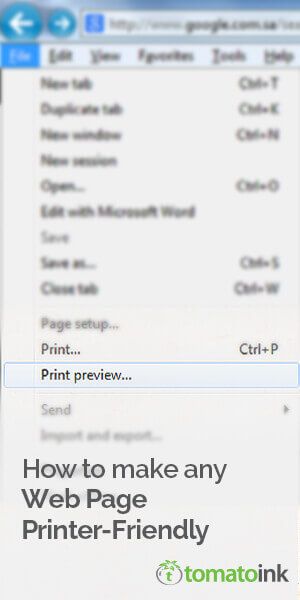 http://www.google.com.sa/sea
File Edit View Favorites Tools Help
New tab Ctrl+T
Duplicate tab Ctrl+K
New window Ctrl+N
New session
Open... Ctrl+O
Edit with Microsoft Word
Save
Save as... Ctrl+S
Close tab Ctrl+W
Page setup...
Print... Ctrl+P
Print preview...
Send
Import and export...
How to make any
Web Page
Printer-Friendly
tomatoink